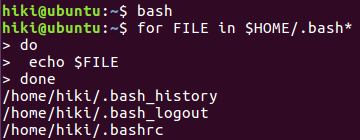 hiki@ubuntu:~$ bash
hiki@ubuntu:~$ for FILE in $HOME/.bash*
> do
>   echo $FILE
> done
/home/hiki/.bash_history
/home/hiki/.bash_logout
/home/hiki/.bashrc